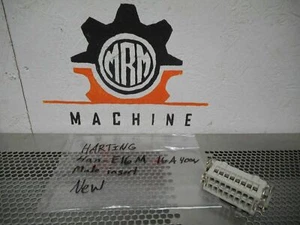 MRM
MACHINE
HARTING
Han-E16M 16A 400V
Male insert
New